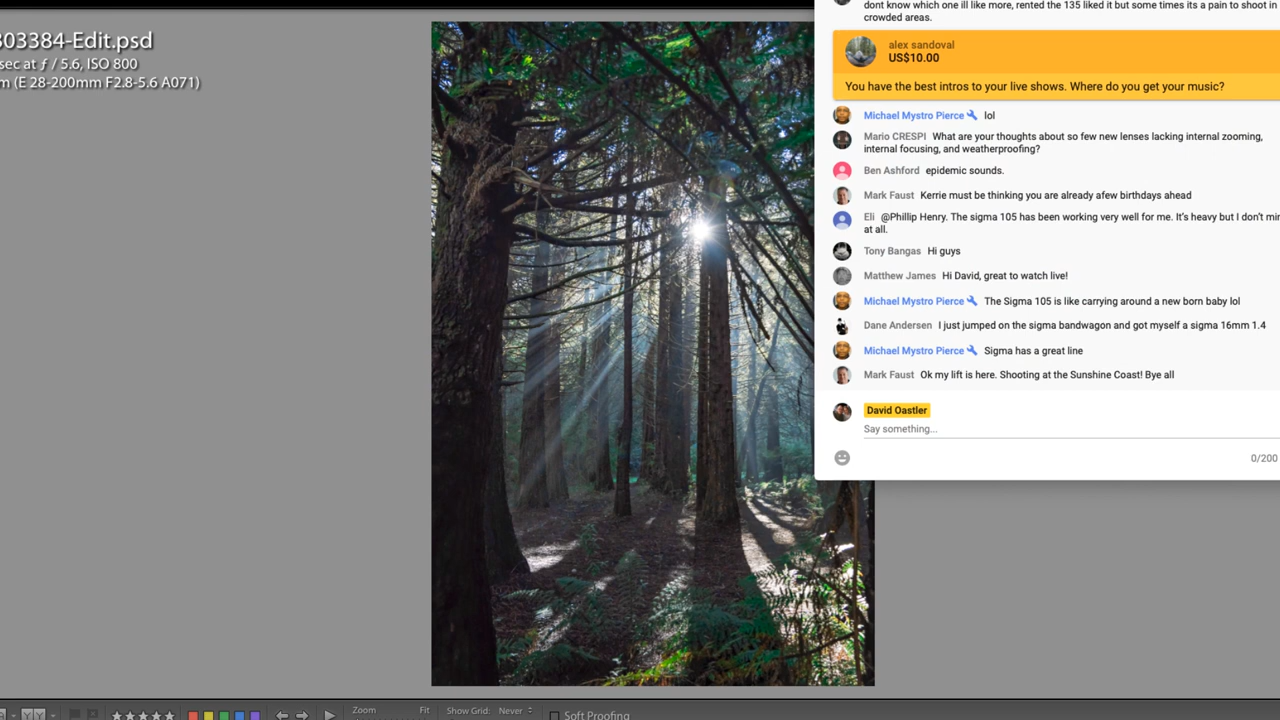 303384-Edit.psd
sec at ƒ / 5.6, ISO 800
m (E 28-200mm F2.8-5.6 A071)
dont know which one ill like more, rented the 135 liked it but some times its a pain to shoot in
crowded areas.
alex sandoval
US$10.00
You have the best intros to your live shows. Where do you get your music?
Michael Mystro Pierce lol
Mario CRESPI What are your thoughts about so few new lenses lacking internal zooming,
internal focusing, and weatherproofing?
Ben Ashford epidemic sounds.
Mark Faust Kerrie must be thinking you are already afew birthdays ahead
Eli @Phillip Henry. The sigma 105 has been working very well for me. It's heavy but I don't
at all.
Tony Bangas Hi guys
Matthew James Hi David, great to watch live!
Michael Mystro Pierce The Sigma 105 is like carrying around a new born baby lol
Dane Andersen I just jumped on the sigma bandwagon and got myself a sigma 16mm 1.4
Michael Mystro Pierce Sigma has a great line
Mark Faust Ok my lift is here. Shooting at the Sunshine Coast! Bye all
David Oastler
Say something...
0/200
Zoom Fit Show Grid: Never Soft Proofing